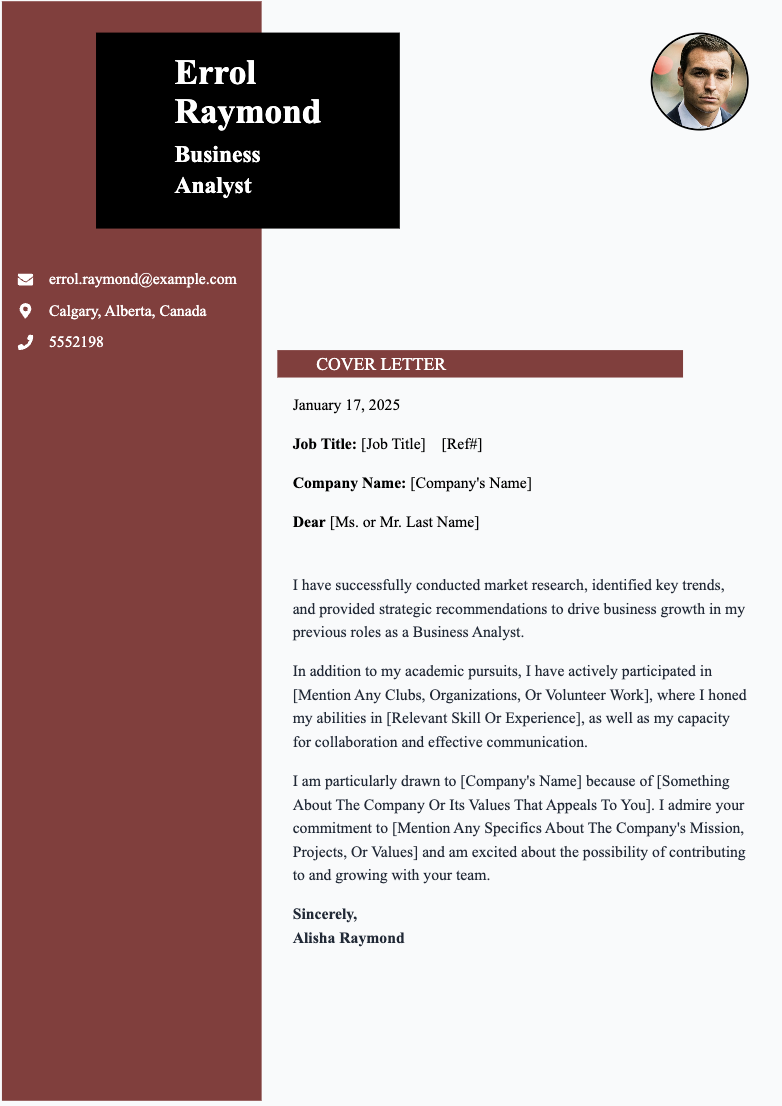 Errol
Raymond
Business
Analyst
errol.raymond@example.com
Calgary, Alberta, Canada
5552198
COVER LETTER
January 17, 2025
Job Title: [Job Title] [Ref#]
Company Name: [Company's Name]
Dear [Ms. or Mr. Last Name]
I have successfully conducted market research, identified key trends,
and provided strategic recommendations to drive business growth in my
previous roles as a Business Analyst.
In addition to my academic pursuits, I have actively participated in
[Mention Any Clubs, Organizations, Or Volunteer Work], where I honed
my abilities in [Relevant Skill Or Experience], as well as my capacity
for collaboration and effective communication.
I am particularly drawn to [Company's Name] because of [Something
About The Company Or Its Values That Appeals To You]. I admire your
commitment to [Mention Any Specifics About The Company's Mission,
Projects, Or Values] and am excited about the possibility of contributing
to and growing with your team.
Sincerely,
Alisha Raymond